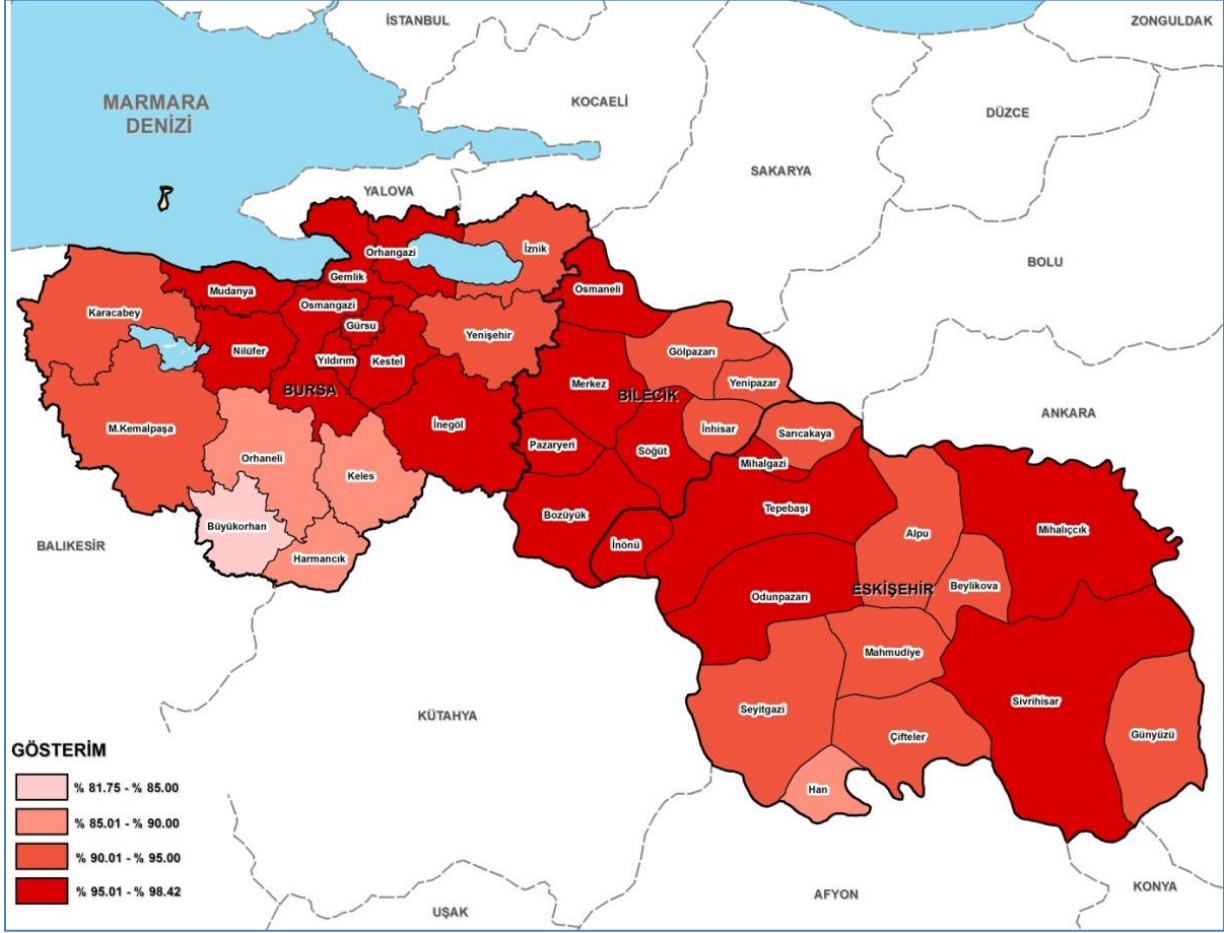 İSTANBUL
ZONGULDAK
MARMARA
DENİZİ
KOCAELİ
DÜZCE
SAKARYA
YALOVA
BOLU
İznik
Orhangazi
Gemlik
Osmaneli
Mudanya
Osmangazi
Karacabey
Gürsu
Yenişehir
Nilüfer
Yıldırım
Kestel
Gölpazarı
Merkez
Yenipazar
BURSA
BİLECİK
ANKARA
M.Kemalpaşa
İnegöl
İnhisar
Sarıcakaya
Pazaryeri
Söğüt
Orhaneli
Keles
Mihalgazi
Tepebaşı
Bozüyük
Büyükorhan
Alpu
Mihalıççık
BALIKESİR
İnönü
Harmancık
ESKİŞEHİR
Beylikova
Odunpazarı
Mahmudiye
Sivrihisar
Seyitgazi
KÜTAHYA
Çifteler
Günyüzü
Han
GÖSTERİM
% 81.75 - % 85.00
% 85.01 - % 90.00
% 90.01 - % 95.00
% 95.01 - % 98.42
UŞAK
AFYON
KONYA